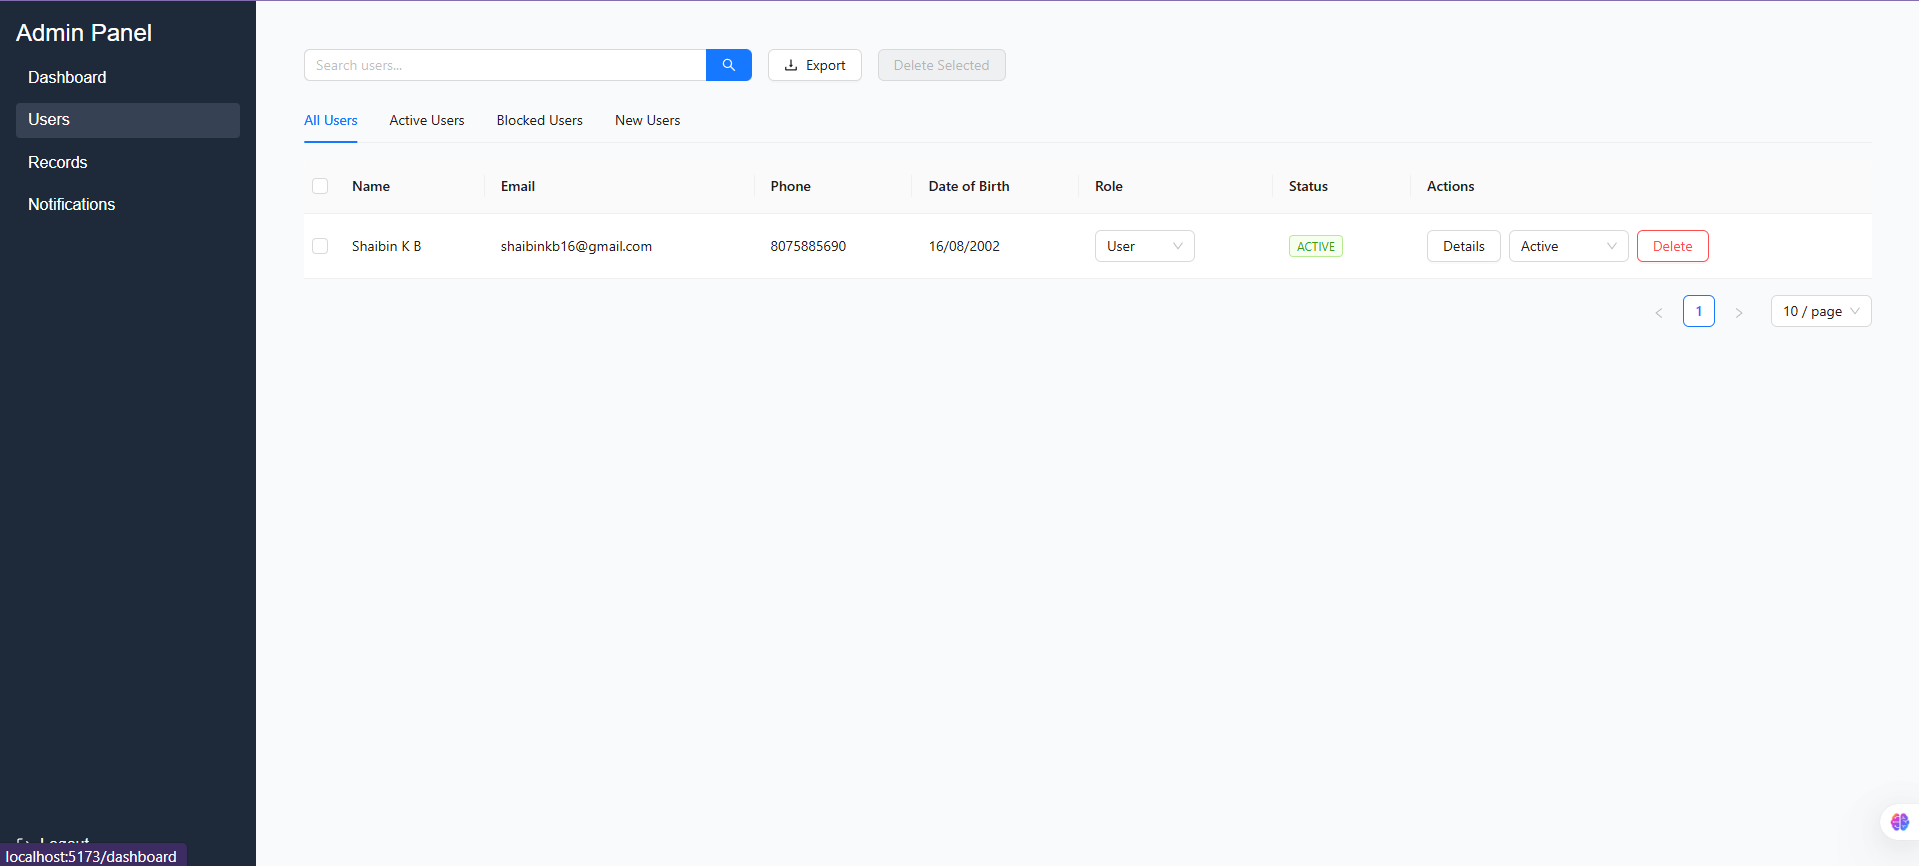 Admin Panel
Dashboard
Users
Records
Notifications
Logout
localhost:5173/dashboard
Search users...
Export
Delete Selected
All Users Active Users Blocked Users New Users
Name Email Phone Date of Birth Role Status Actions
Shaibin K B shaibinkb16@gmail.com 8075885690 16/08/2002 User ACTIVE Details Active Delete
< 1 > 10 / page